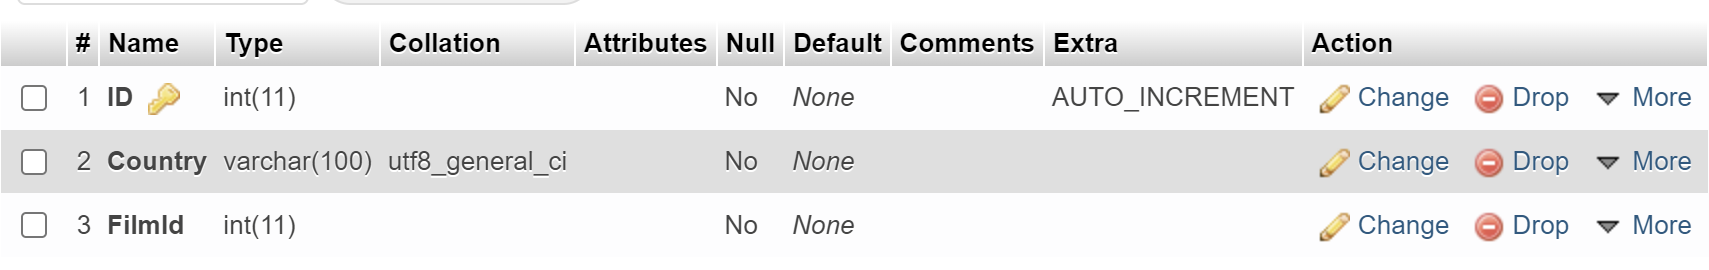 # Name Type Collation Attributes Null Default Comments Extra Action
1 ID int(11) No None AUTO_INCREMENT Change Drop More
2 Country varchar(100) utf8_general_ci No None Change Drop More
3 FilmId int(11) No None Change Drop More